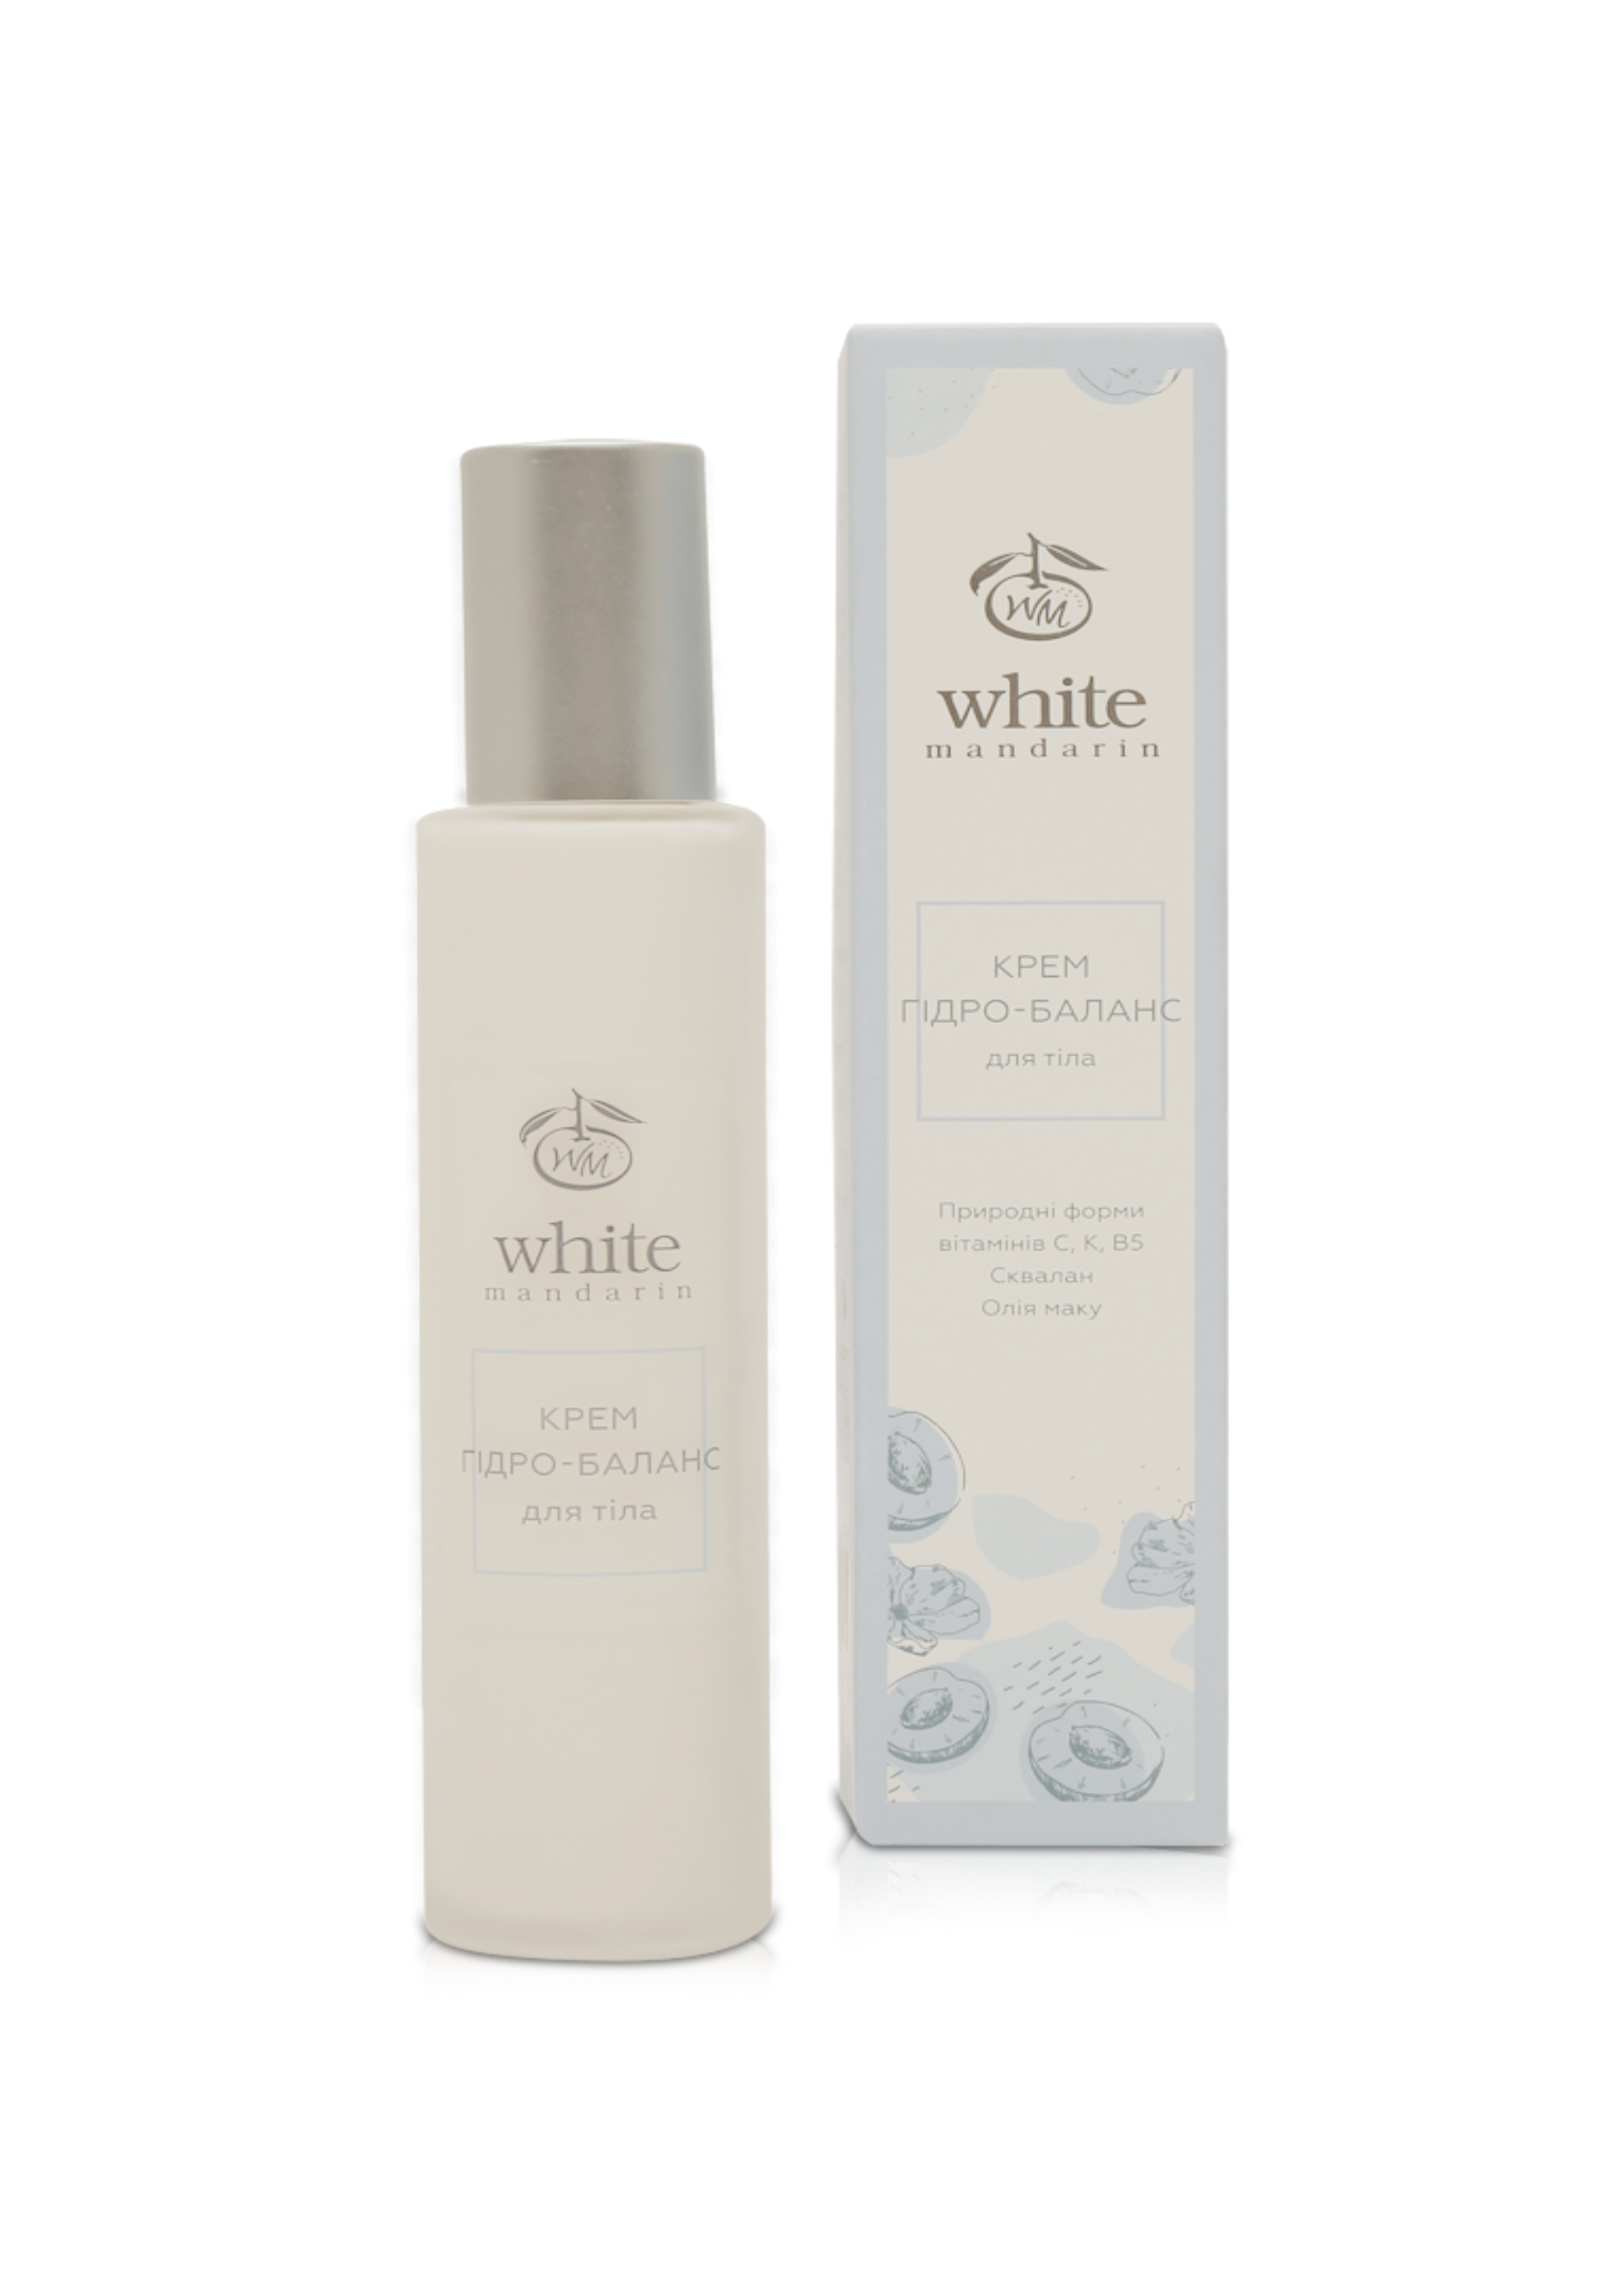 WM
white
mandarin
КРЕМ
ГІДРО-БАЛАНС
для тіла
WM
white
mandarin
КРЕМ
ГІДРО-БАЛАНС
для тіла
Природні форми
вітамінів С, К, В5
Сквалан
Олія маку